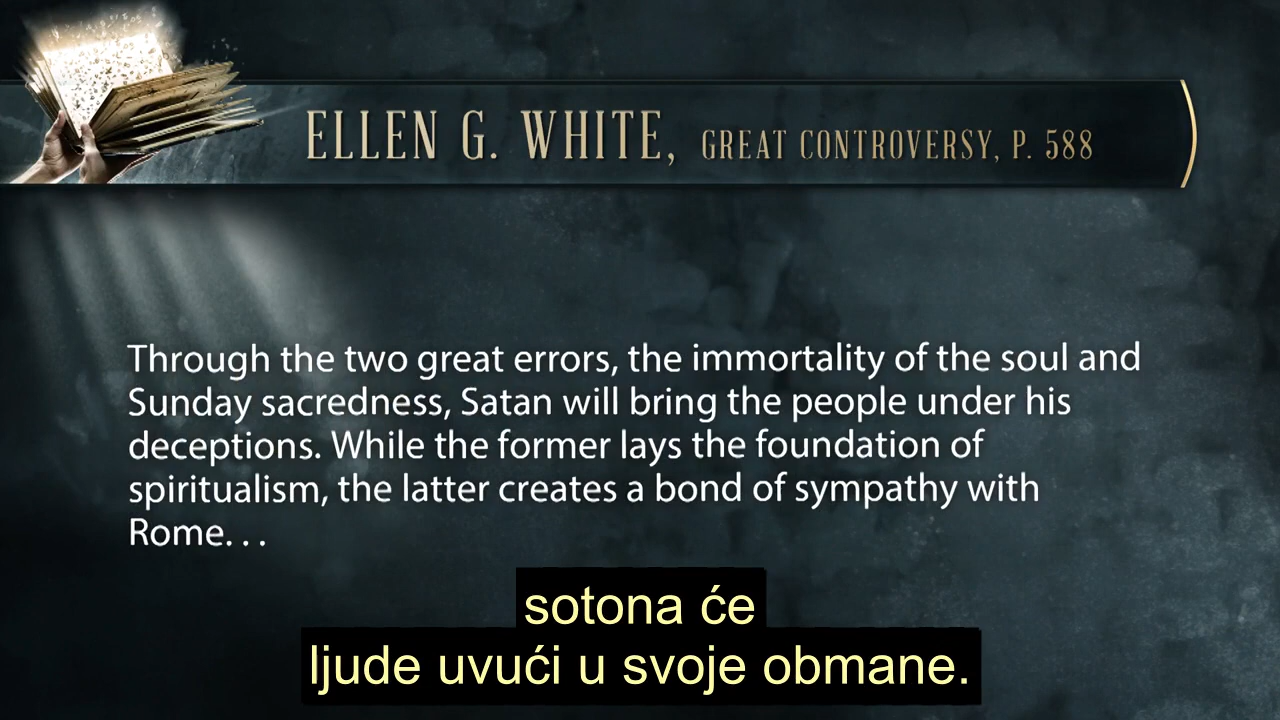 ELLEN G. WHITE, GREAT CONTROVERSY, P. 588
Through the two great errors, the immortality of the soul and
Sunday sacredness, Satan will bring the people under his
deceptions. While the former lays the foundation of
spiritualism, the latter creates a bond of sympathy with
Rome. . .
sotona će
ljude uvući u svoje obmane.